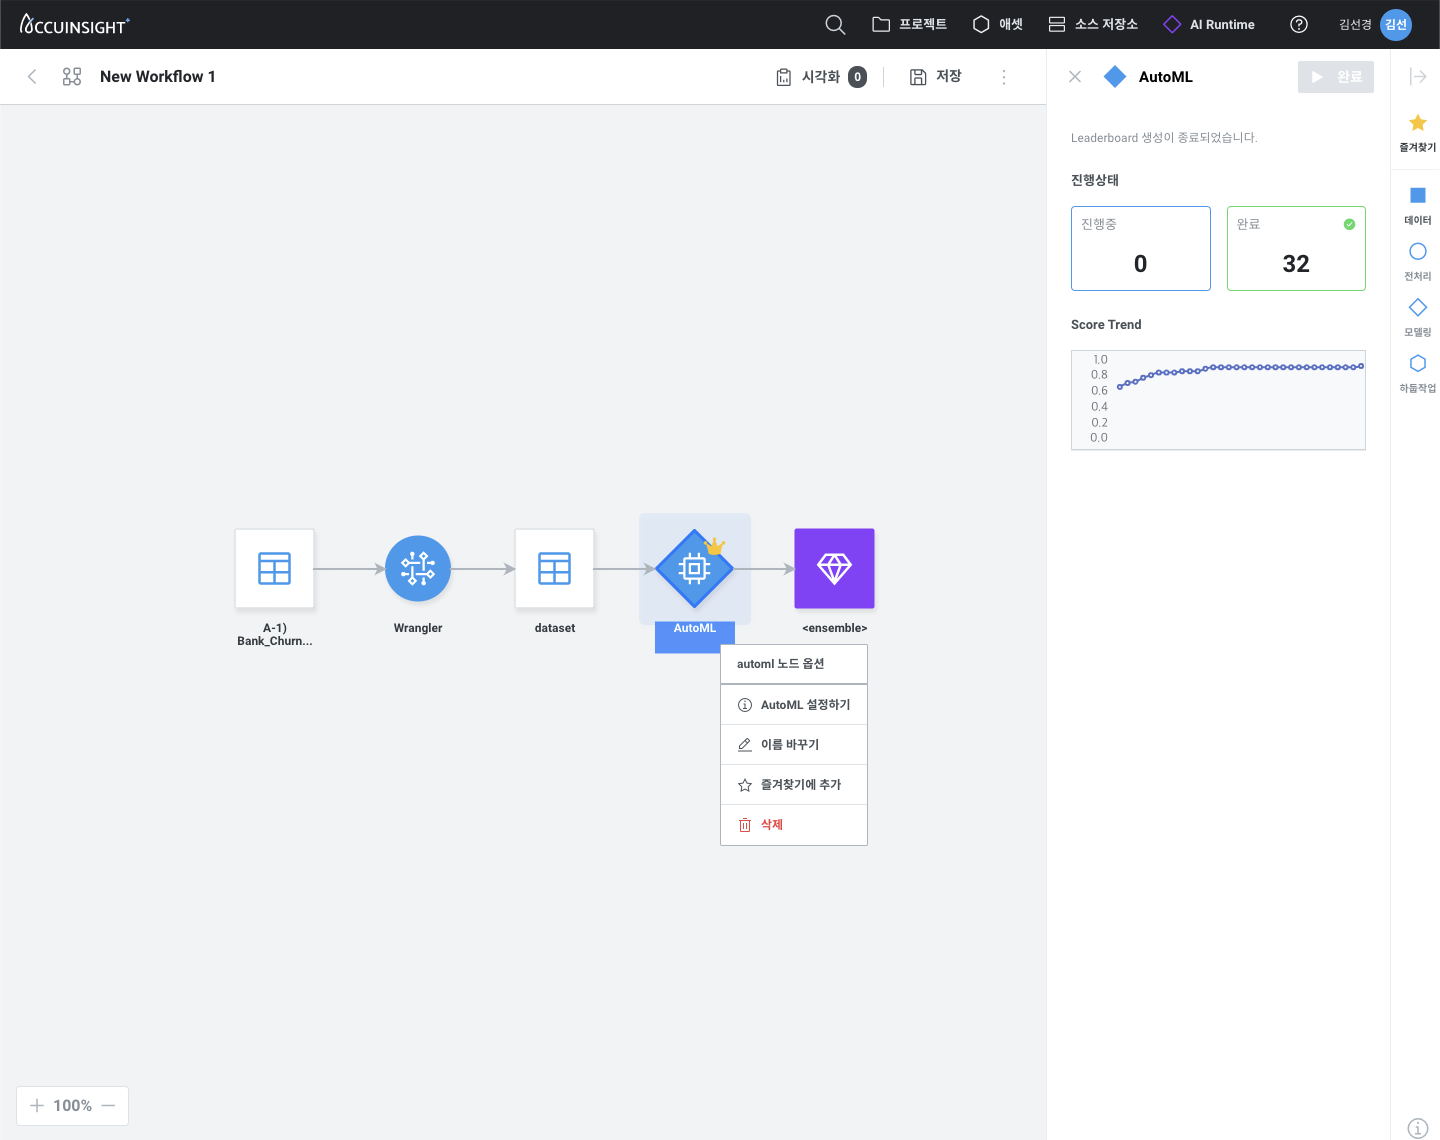 ACCUINSIGHT+
프로젝트
애셋
소스 저장소
AI Runtime
김선경
김선
New Workflow 1
시각화 0
저장
AutoML
완료
Leaderboard 생성이 종료되었습니다.
진행상태
진행중
0
완료
32
Score Trend
1.0
0.8
0.6
0.4
0.2
0.0
즐겨찾기
데이터
전처리
모델링
하둡작업
A-1)
Bank_Churn...
Wrangler
dataset
AutoML
<ensemble>
automl 노드 옵션
AutoML 설정하기
이름 바꾸기
즐겨찾기에 추가
삭제
100%